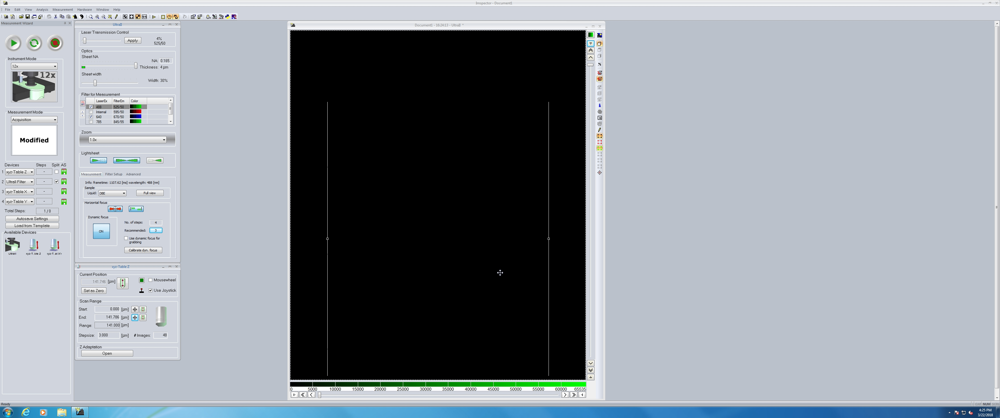 Imspector - Document1
File Edit View Analysis Measurement Hardware Window Help
Measurement Wizard
Instrument Mode
12x
12x
Measurement Mode
Acquisition
Modified
Devices Steps Split AS
1 xyz-Table Z -
2 UltraII Filter -
3 xyz-Table X -
4 xyz-Table Y -
Total Steps: 1 / 0
Autosave Settings
Load from Template
Available Devices
UltraII xyz-T..ble Z xyz-T..al XY
UltraII
Laser Transmission Control
Apply
4%
525/50
Optics
Sheet NA
NA: 0.165
Thickness: 4 µm
Sheet width
Width: 30%
Filter for Measurement
LaserEx FilterEm Color
488 525/50
Internal 595/50
640 670/50
785 845/55
Zoom
1.0x
Lightsheet
Measurement Filter Setup Advanced
Info: frametime: 1107.62 [ms] wavelength: 488 [nm]
Sample
Liquid: DBE Full view
Horizontal focus
Dynamic focus
ON
No. of steps: 4
Recommended: 3
Use dynamic focus for
grabbing
Calibrate dyn. focus
xyz-Table Z
Current Position
141.746 [µm]
Mousewheel
Set as Zero
Use Joystick
Scan Range
Start: 0.000 [µm]
End: 141.786 [µm]
Range: 141.000 [µm]
Stepsize: 3.000 [µm] # Images: 48
Z Adaptation
Open
Document1 - 16:24:13 - UltraII *
0 5000 10000 15000 20000 25000 30000 35000 40000 45000 50000 55000 60000 65535
Ready
CAP NUM SCRL
4:25 PM
3/22/2018